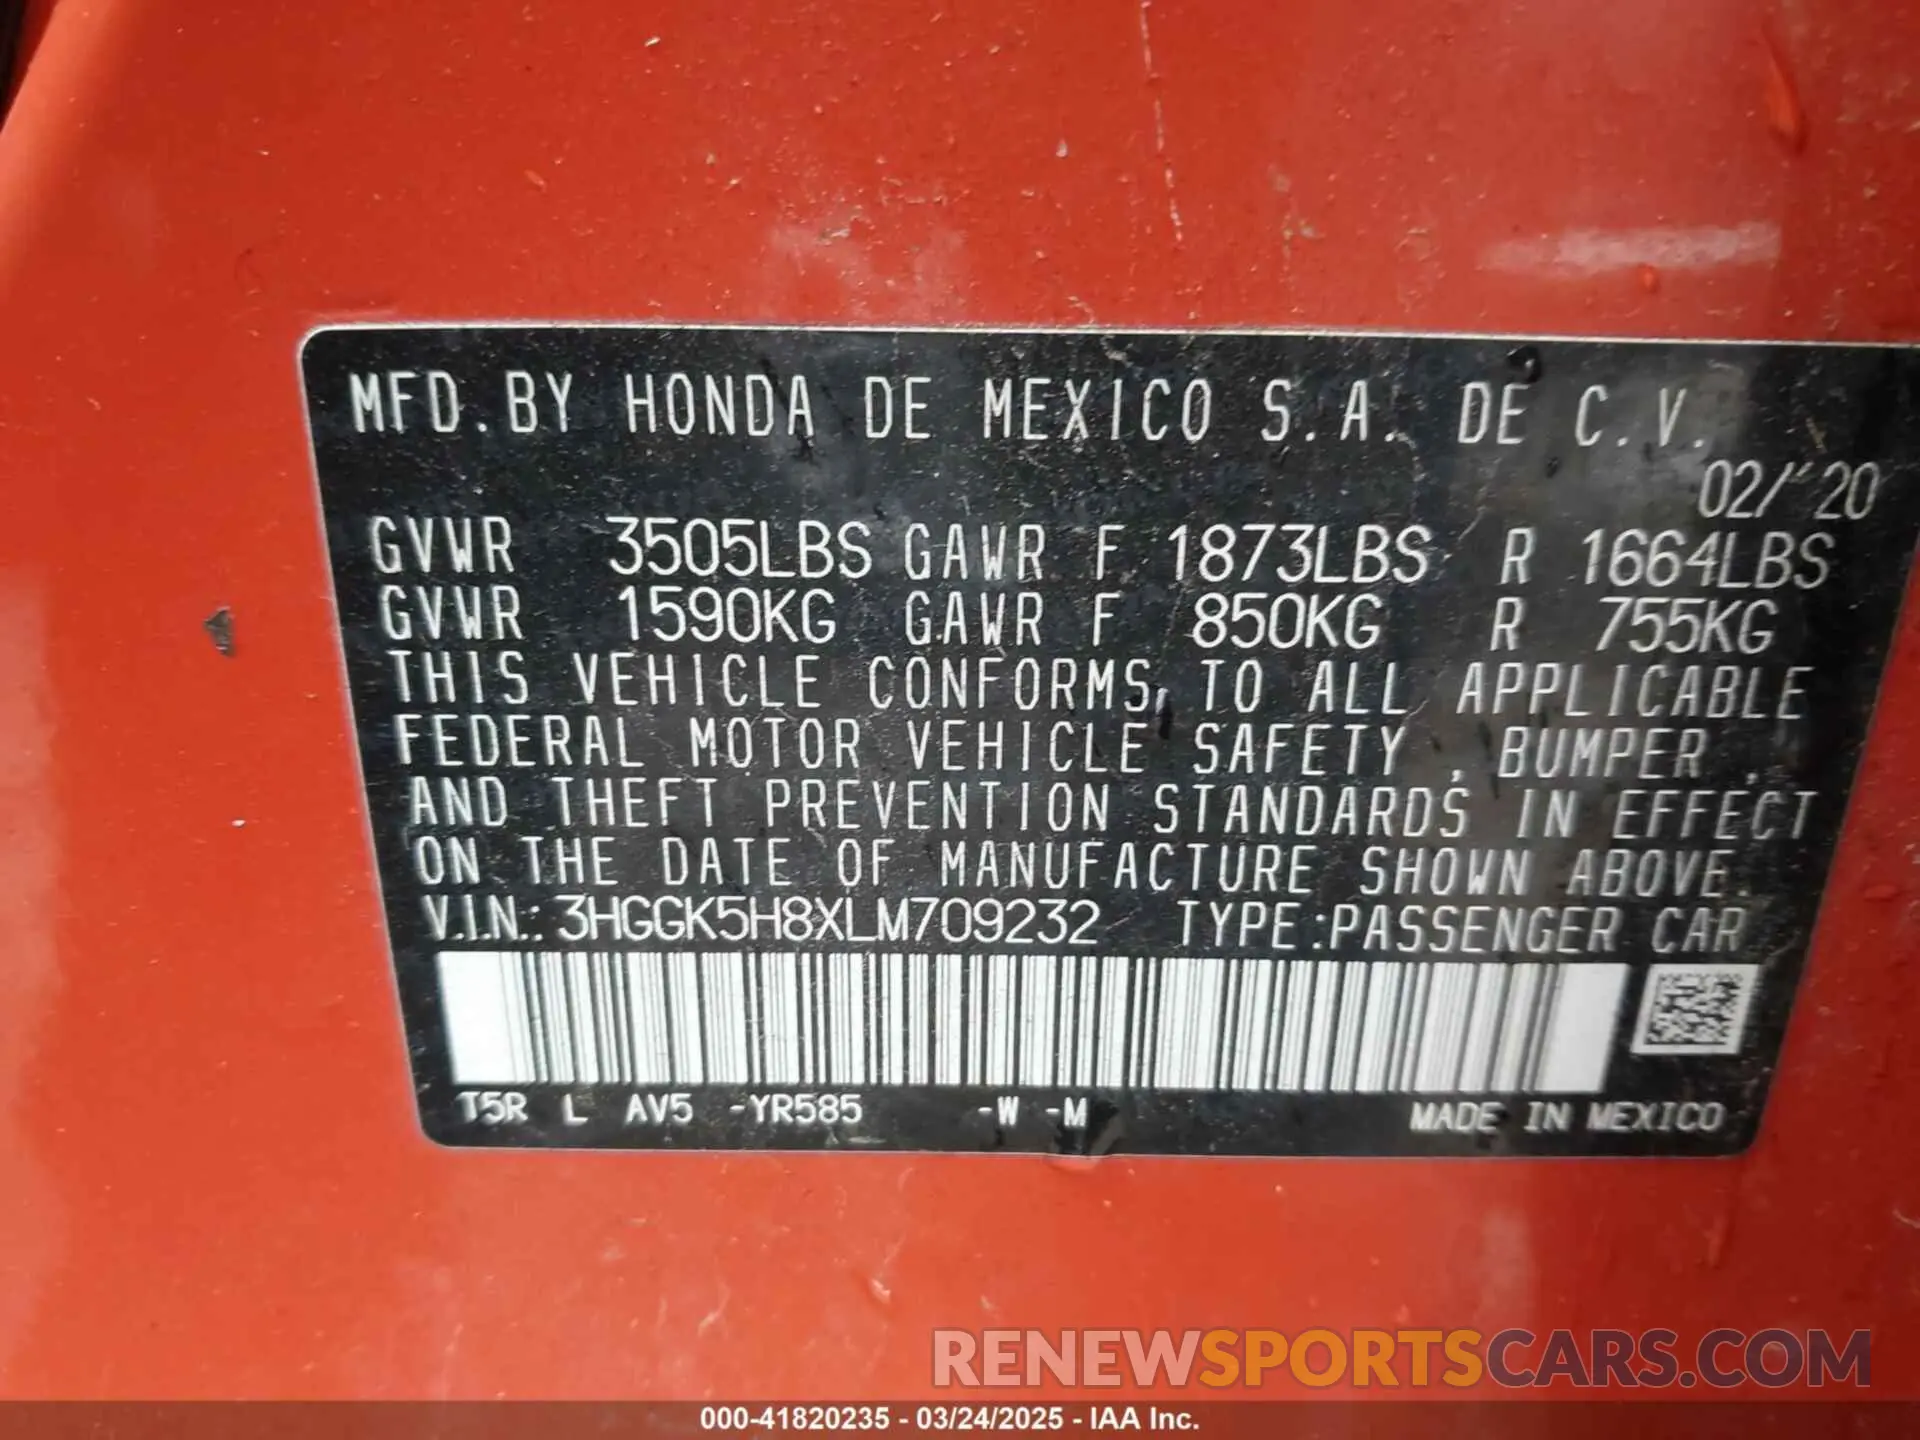 MFD. BY HONDA DE MEXICO S.A. DE C.V.
02/'20
GVWR 3505LBS GAWR F 1873LBS R 1664LBS
GVWR 1590KG GAWR F 850KG R 755KG
THIS VEHICLE CONFORMS TO ALL APPLICABLE
FEDERAL MOTOR VEHICLE SAFETY, BUMPER,
AND THEFT PREVENTION STANDARDS IN EFFECT
ON THE DATE OF MANUFACTURE SHOWN ABOVE.
V.I.N.: 3HGGK5H8XLM709232 TYPE:PASSENGER CAR
T5R L AV5 -YR585 -W -M MADE IN MEXICO
RENEWSPORTSCARS.COM
000-41820235 - 03/24/2025 - IAA Inc.